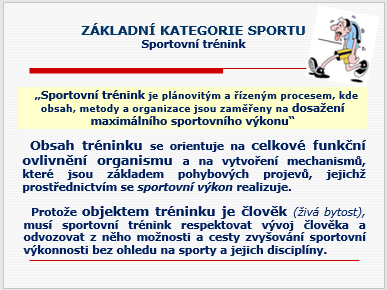 ZÁKLADNÍ KATEGORIE SPORTU
Sportovní trénink
„Sportovní trénink je plánovitým a řízeným procesem, kde
obsah, metody a organizace jsou zaměřeny na dosažení
maximálního sportovního výkonu“
Obsah tréninku se orientuje na celkové funkční
ovlivnění organismu a na vytvoření mechanismů,
které jsou základem pohybových projevů, jejichž
prostřednictvím se sportovní výkon realizuje.
Protože objektem tréninku je člověk (živá bytost),
musí sportovní trénink respektovat vývoj člověka a
odvozovat z něho možnosti a cesty zvyšování sportovní
výkonnosti bez ohledu na sporty a jejich disciplíny.